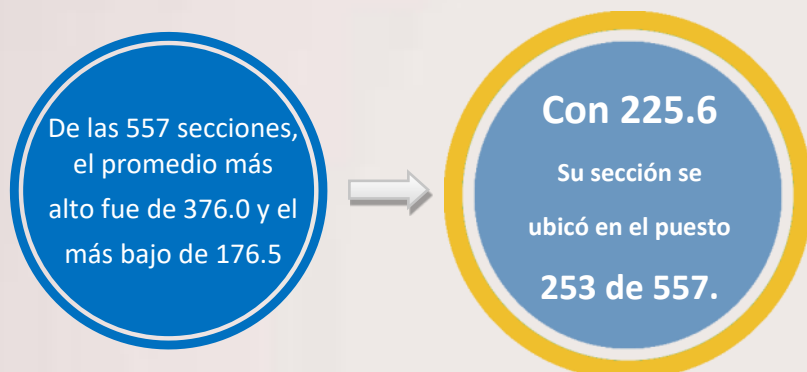 De las 557 secciones,
el promedio más
alto fue de 376.0 y el
más bajo de 176.5
Con 225.6
Su sección se
ubicó en el puesto
253 de 557.